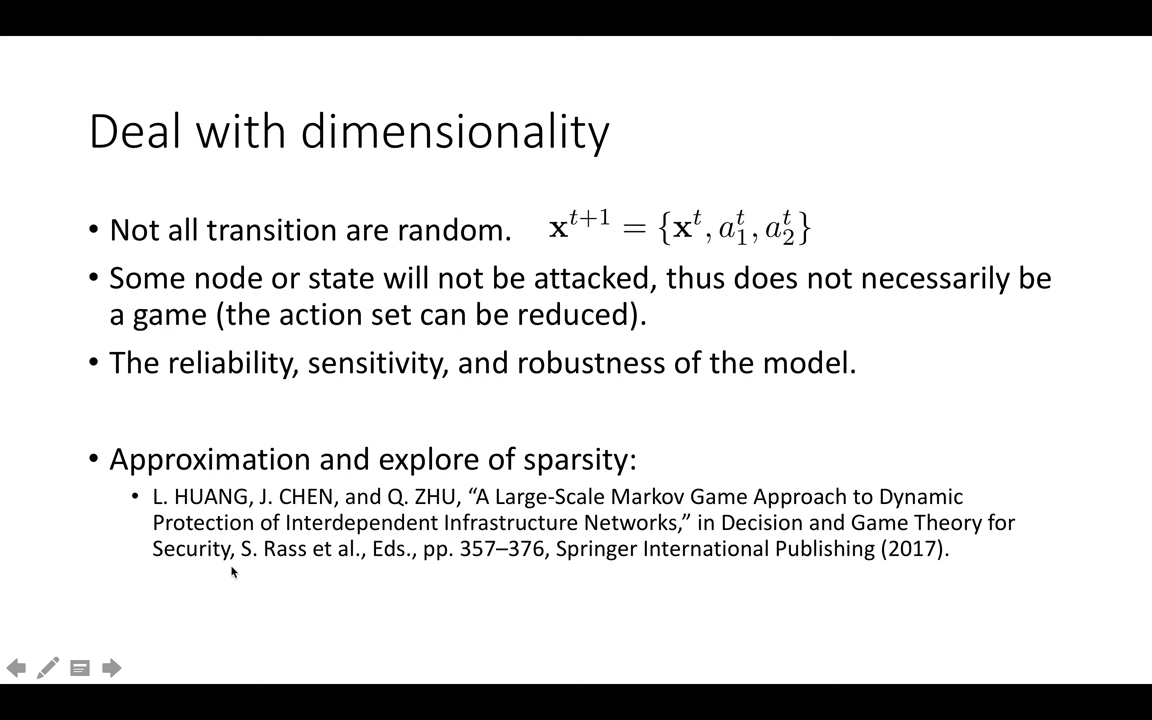 Deal with dimensionality
• Not all transition are random. $\mathbf{x}^{t+1} = \{\mathbf{x}^t, a_1^t, a_2^t\}$
• Some node or state will not be attacked, thus does not necessarily be
a game (the action set can be reduced).
• The reliability, sensitivity, and robustness of the model.
• Approximation and explore of sparsity:
• L. HUANG, J. CHEN, and Q. ZHU, “A Large-Scale Markov Game Approach to Dynamic
Protection of Interdependent Infrastructure Networks,” in Decision and Game Theory for
Security, S. Rass et al., Eds., pp. 357–376, Springer International Publishing (2017).